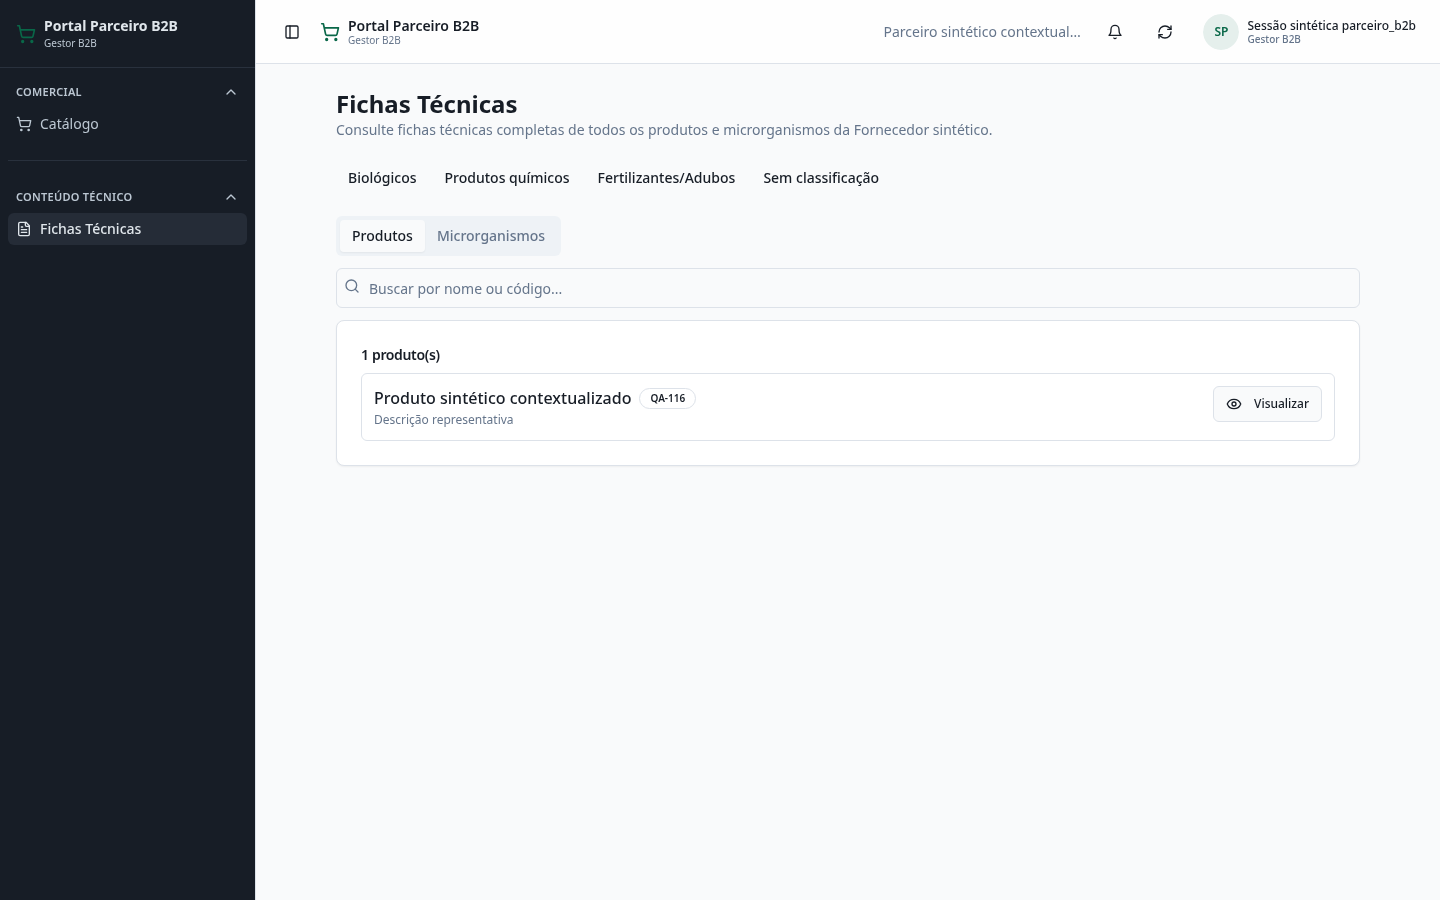 Portal Parceiro B2B
Gestor B2B
COMERCIAL
Catálogo
CONTEÚDO TÉCNICO
Fichas Técnicas
Portal Parceiro B2B
Gestor B2B
Parceiro sintético contextual...
SP
Sessão sintética parceiro_b2b
Gestor B2B
Fichas Técnicas
Consulte fichas técnicas completas de todos os produtos e microrganismos da Fornecedor sintético.
Biológicos
Produtos químicos
Fertilizantes/Adubos
Sem classificação
Produtos
Microrganismos
Buscar por nome ou código...
1 produto(s)
Produto sintético contextualizado
QA-116
Descrição representativa
Visualizar